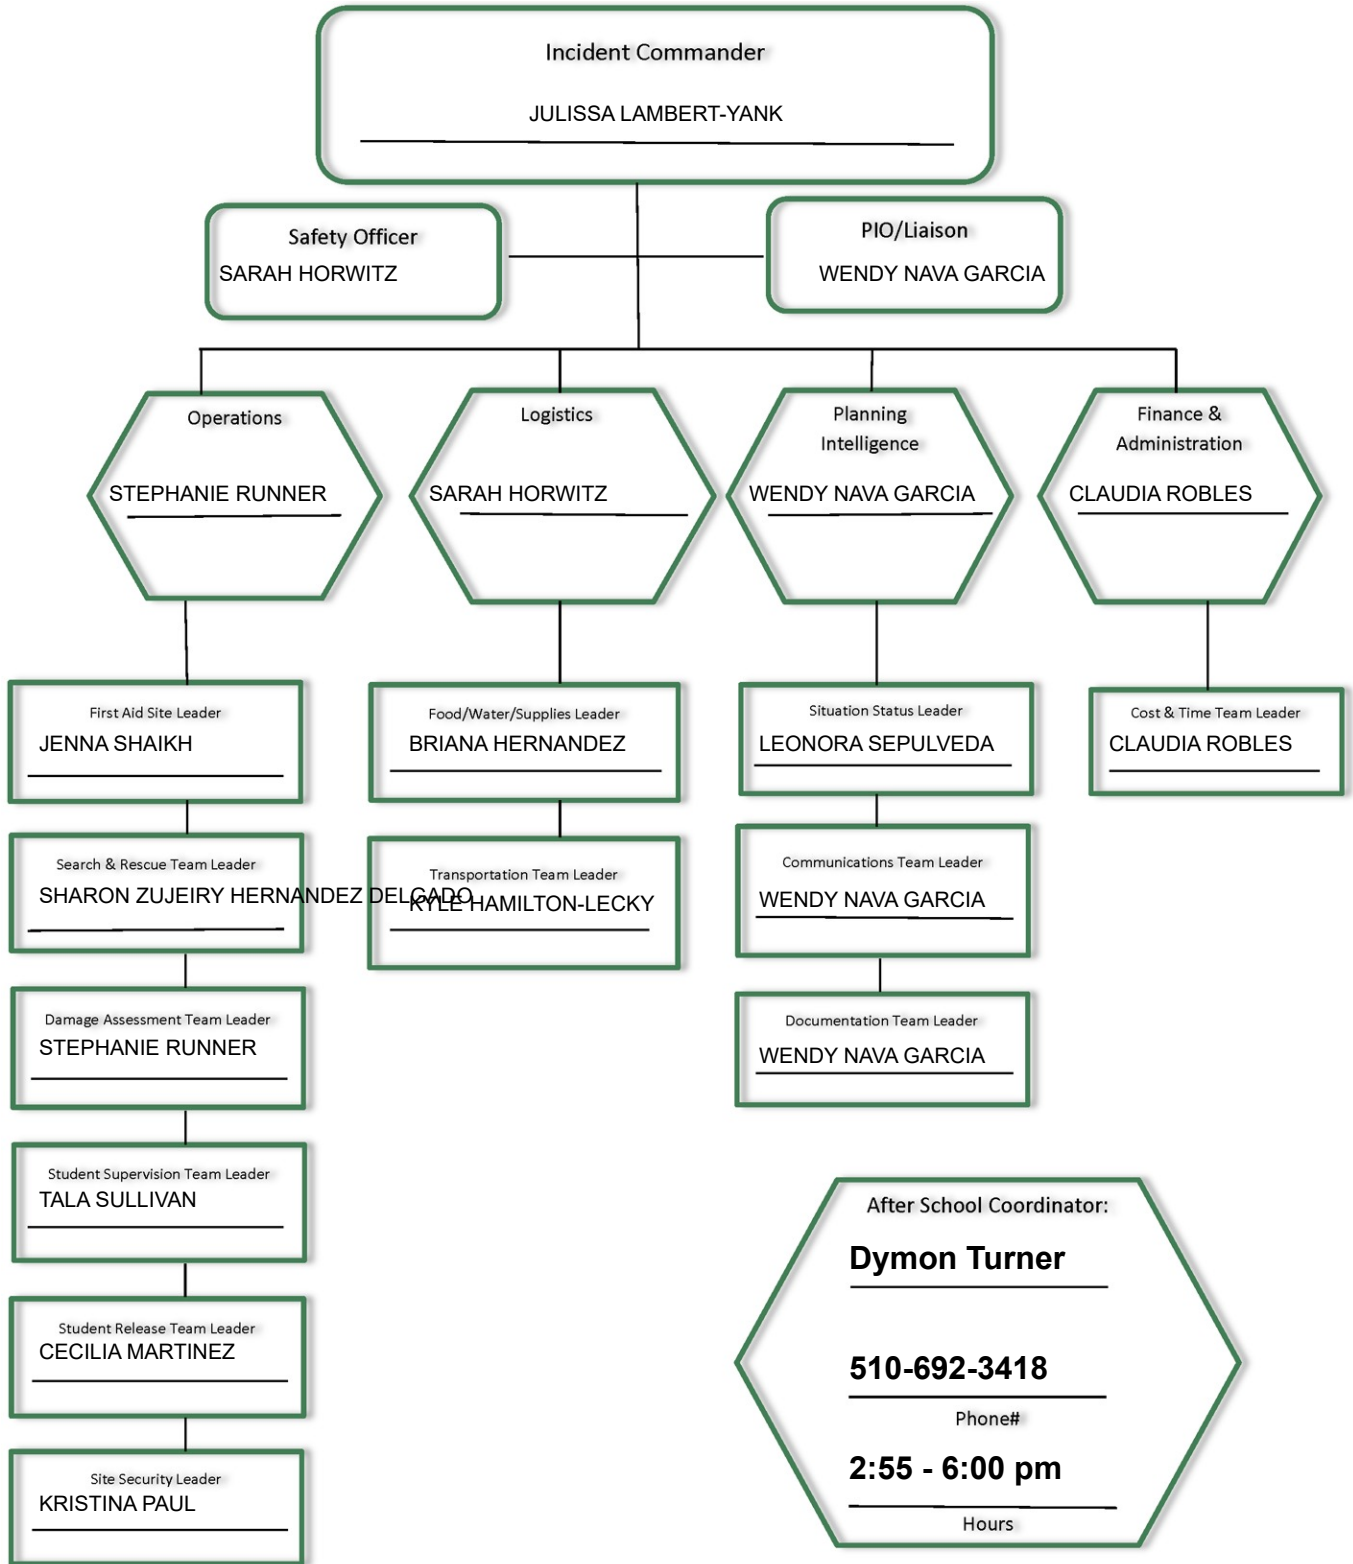 Incident Commander
JULISSA LAMBERT-YANK
Safety Officer
SARAH HORWITZ
PIO/Liaison
WENDY NAVA GARCIA
Operations
STEPHANIE RUNNER
Logistics
SARAH HORWITZ
Planning
Intelligence
WENDY NAVA GARCIA
Finance &
Administration
CLAUDIA ROBLES
First Aid Site Leader
JENNA SHAIKH
Search & Rescue Team Leader
SHARON ZUJEIRY HERNANDEZ DELGADO
Damage Assessment Team Leader
STEPHANIE RUNNER
Student Supervision Team Leader
TALA SULLIVAN
Student Release Team Leader
CECILIA MARTINEZ
Site Security Leader
KRISTINA PAUL
Food/Water/Supplies Leader
BRIANA HERNANDEZ
Transportation Team Leader
KYLE HAMILTON-LECKY
Situation Status Leader
LEONORA SEPULVEDA
Communications Team Leader
WENDY NAVA GARCIA
Documentation Team Leader
WENDY NAVA GARCIA
Cost & Time Team Leader
CLAUDIA ROBLES
After School Coordinator:
Dymon Turner
510-692-3418
Phone#
2:55 - 6:00 pm
Hours